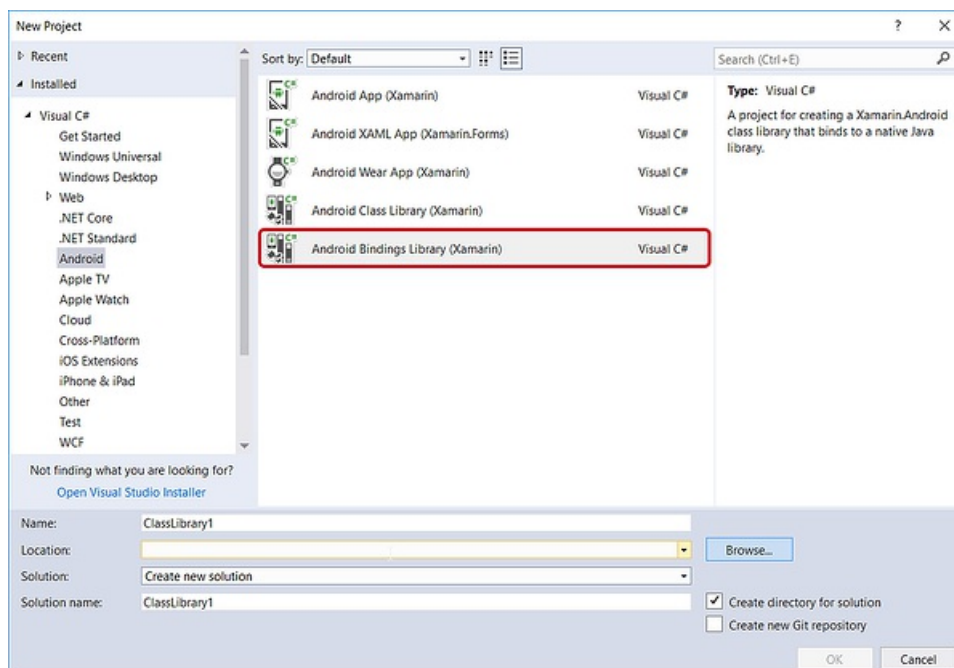 New Project
?
Recent
Installed
Visual C#
Get Started
Windows Universal
Windows Desktop
Web
.NET Core
.NET Standard
Android
Apple TV
Apple Watch
Cloud
Cross-Platform
iOS Extensions
iPhone & iPad
Other
Test
WCF
Not finding what you are looking for?
Open Visual Studio Installer
Sort by: Default
Android App (Xamarin) Visual C#
Android XAML App (Xamarin.Forms) Visual C#
Android Wear App (Xamarin) Visual C#
Android Class Library (Xamarin) Visual C#
Android Bindings Library (Xamarin) Visual C#
Search (Ctrl+E)
Type: Visual C#
A project for creating a Xamarin.Android
class library that binds to a native Java
library.
Name: ClassLibrary1
Location:
Browse...
Solution: Create new solution
Solution name: ClassLibrary1
Create directory for solution
Create new Git repository
OK
Cancel